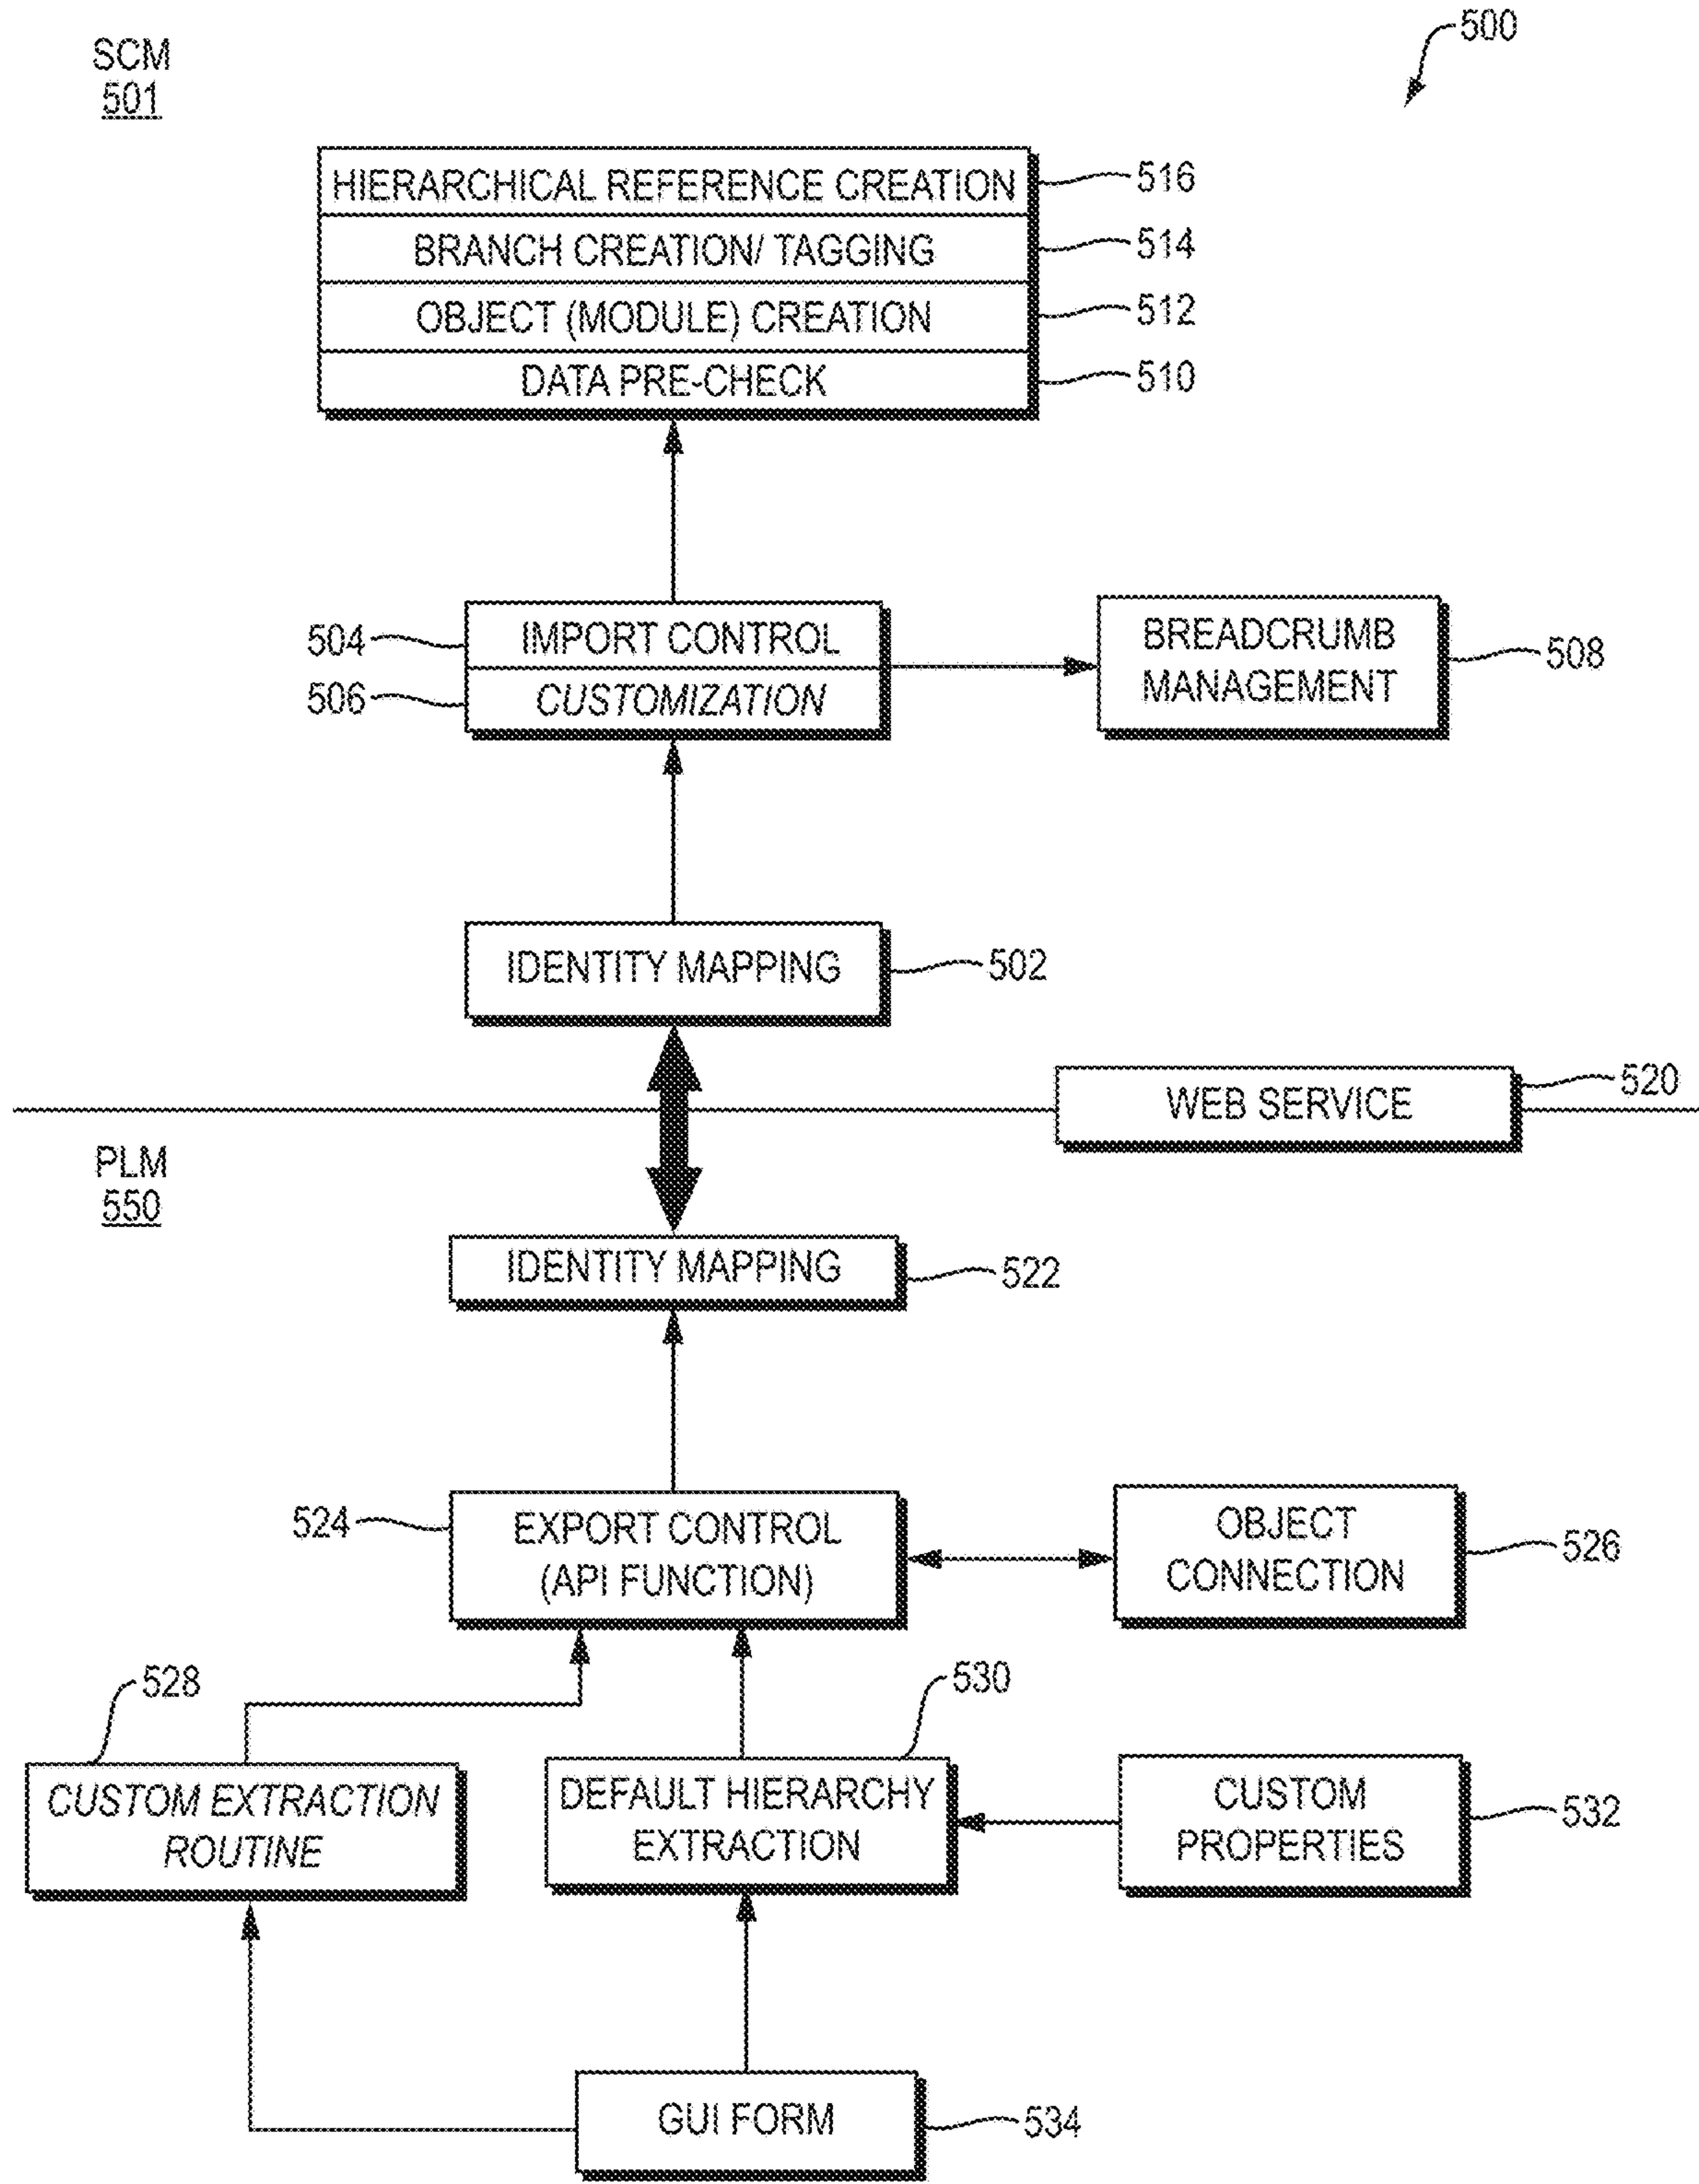 500
SCM
501
HIERARCHICAL REFERENCE CREATION
516
BRANCH CREATION/ TAGGING
514
OBJECT (MODULE) CREATION
512
DATA PRE-CHECK
510
504
IMPORT CONTROL
506
CUSTOMIZATION
BREADCRUMB
MANAGEMENT
508
IDENTITY MAPPING
502
WEB SERVICE
520
PLM
550
IDENTITY MAPPING
522
524
EXPORT CONTROL
(API FUNCTION)
OBJECT
CONNECTION
526
528
CUSTOM EXTRACTION
ROUTINE
530
DEFAULT HIERARCHY
EXTRACTION
CUSTOM
PROPERTIES
532
GUI FORM
534